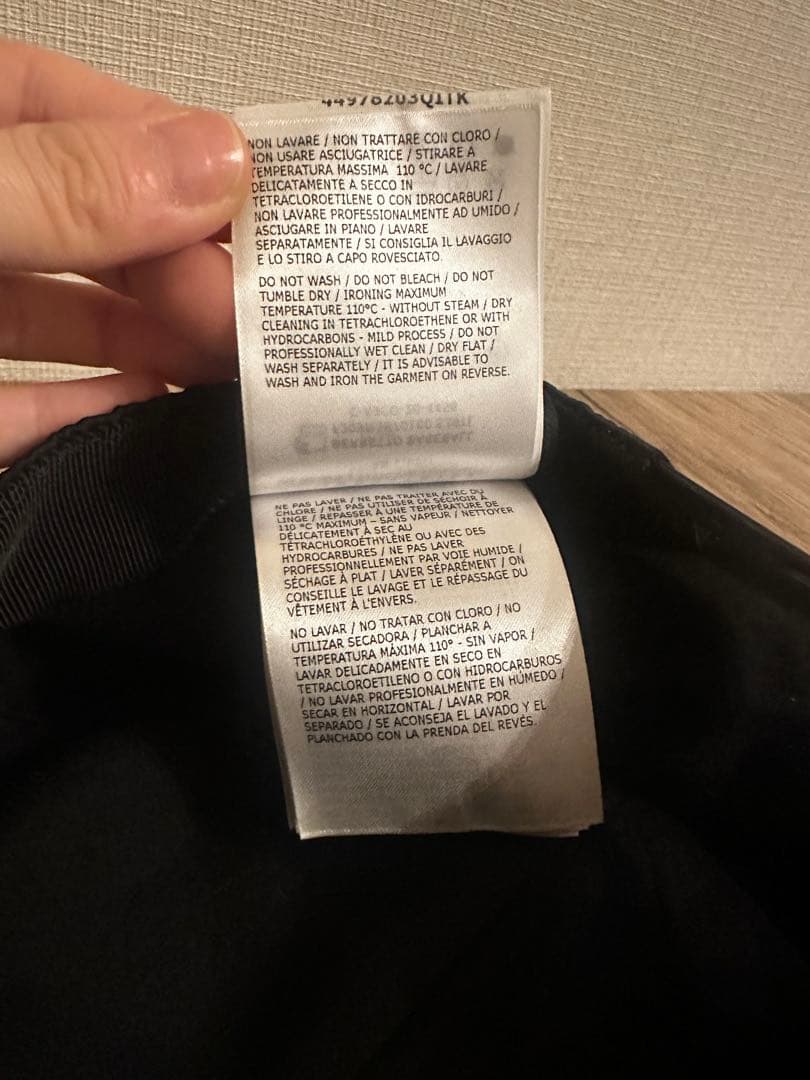 NON LAVARE / NON TRATTARE CON CLORO /
NON USARE ASCIUGATRICE / STIRARE A
TEMPERATURA MASSIMA 110 °C / LAVARE
DELICATAMENTE A SECCO IN
TETRACLOROETILENE O CON IDROCARBURI /
NON LAVARE PROFESSIONALMENTE AD UMIDO /
ASCIUGARE IN PIANO / LAVARE
SEPARATAMENTE / SI CONSIGLIA IL LAVAGGIO
E LO STIRO A CAPO ROVESCIATO.
DO NOT WASH / DO NOT BLEACH / DO NOT
TUMBLE DRY / IRONING MAXIMUM
TEMPERATURE 110°C - WITHOUT STEAM / DRY
CLEANING IN TETRACHLOROETHENE OR WITH
HYDROCARBONS - MILD PROCESS / DO NOT
PROFESSIONALLY WET CLEAN / DRY FLAT /
WASH SEPARATELY / IT IS ADVISABLE TO
WASH AND IRON THE GARMENT ON REVERSE.
NE PAS LAVER / NE PAS TRAITER AVEC DU
CHLORE / NE PAS UTILISER DE SÉCHOIR À
LINGE / REPASSER À UNE TEMPÉRATURE DE
110 °C MAXIMUM – SANS VAPEUR / NETTOYER
DÉLICATEMENT À SEC AU
TÉTRACHLOROÉTHYLÈNE OU AVEC DES
HYDROCARBURES / NE PAS LAVER
PROFESSIONNELLEMENT PAR VOIE HUMIDE /
SÉCHAGE À PLAT / LAVER SÉPARÉMENT / ON
CONSEILLE LE LAVAGE ET LE RÉPASSAGE DU
VÊTEMENT À L'ENVERS.
NO LAVAR / NO TRATAR CON CLORO / NO
UTILIZAR SECADORA / PLANCHAR A
TEMPERATURA MÁXIMA 110° - SIN VAPOR /
LAVAR DELICADAMENTE EN SECO EN
TETRACLOROETILENO O CON HIDROCARBUROS
/ NO LAVAR PROFESIONALMENTE EN HÚMEDO /
SECAR EN HORIZONTAL / LAVAR POR
SEPARADO / SE ACONSEJA EL LAVADO Y EL
PLANCHADO CON LA PRENDA DEL REVÉS.